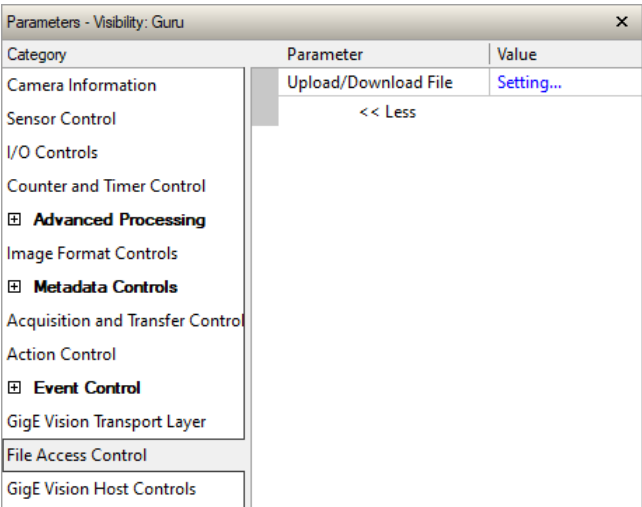 Parameters - Visibility: Guru
Category
Parameter
Value
Camera Information
Upload/Download File
Setting...
Sensor Control
<< Less
I/O Controls
Counter and Timer Control
Advanced Processing
Image Format Controls
Metadata Controls
Acquisition and Transfer Control
Action Control
Event Control
GigE Vision Transport Layer
File Access Control
GigE Vision Host Controls